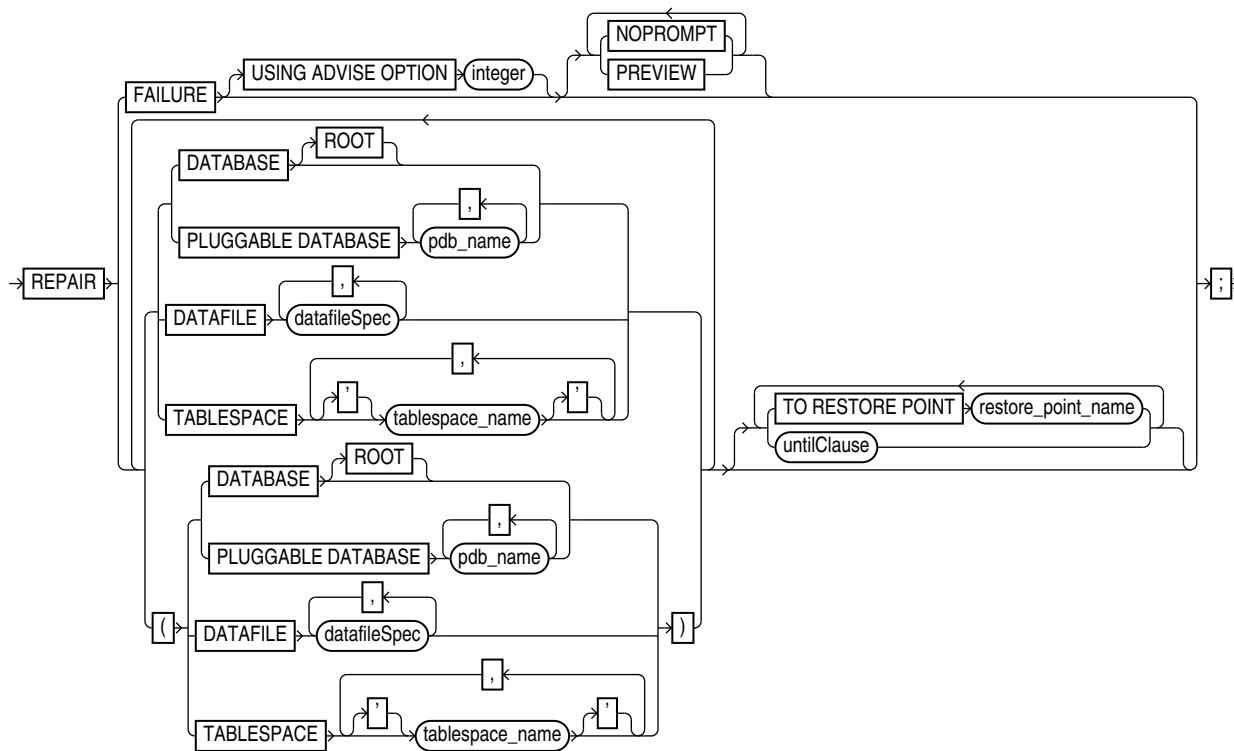 NOPROMPT
USING ADVISE OPTION integer
PREVIEW
FAILURE
ROOT
DATABASE
,
PLUGGABLE DATABASE pdb_name
REPAIR ;
,
DATAFILE datafileSpec
,
' '
TABLESPACE tablespace_name
TO RESTORE POINT restore_point_name
untilClause
ROOT
DATABASE
,
PLUGGABLE DATABASE pdb_name
,
( DATAFILE datafileSpec )
,
' '
TABLESPACE tablespace_name